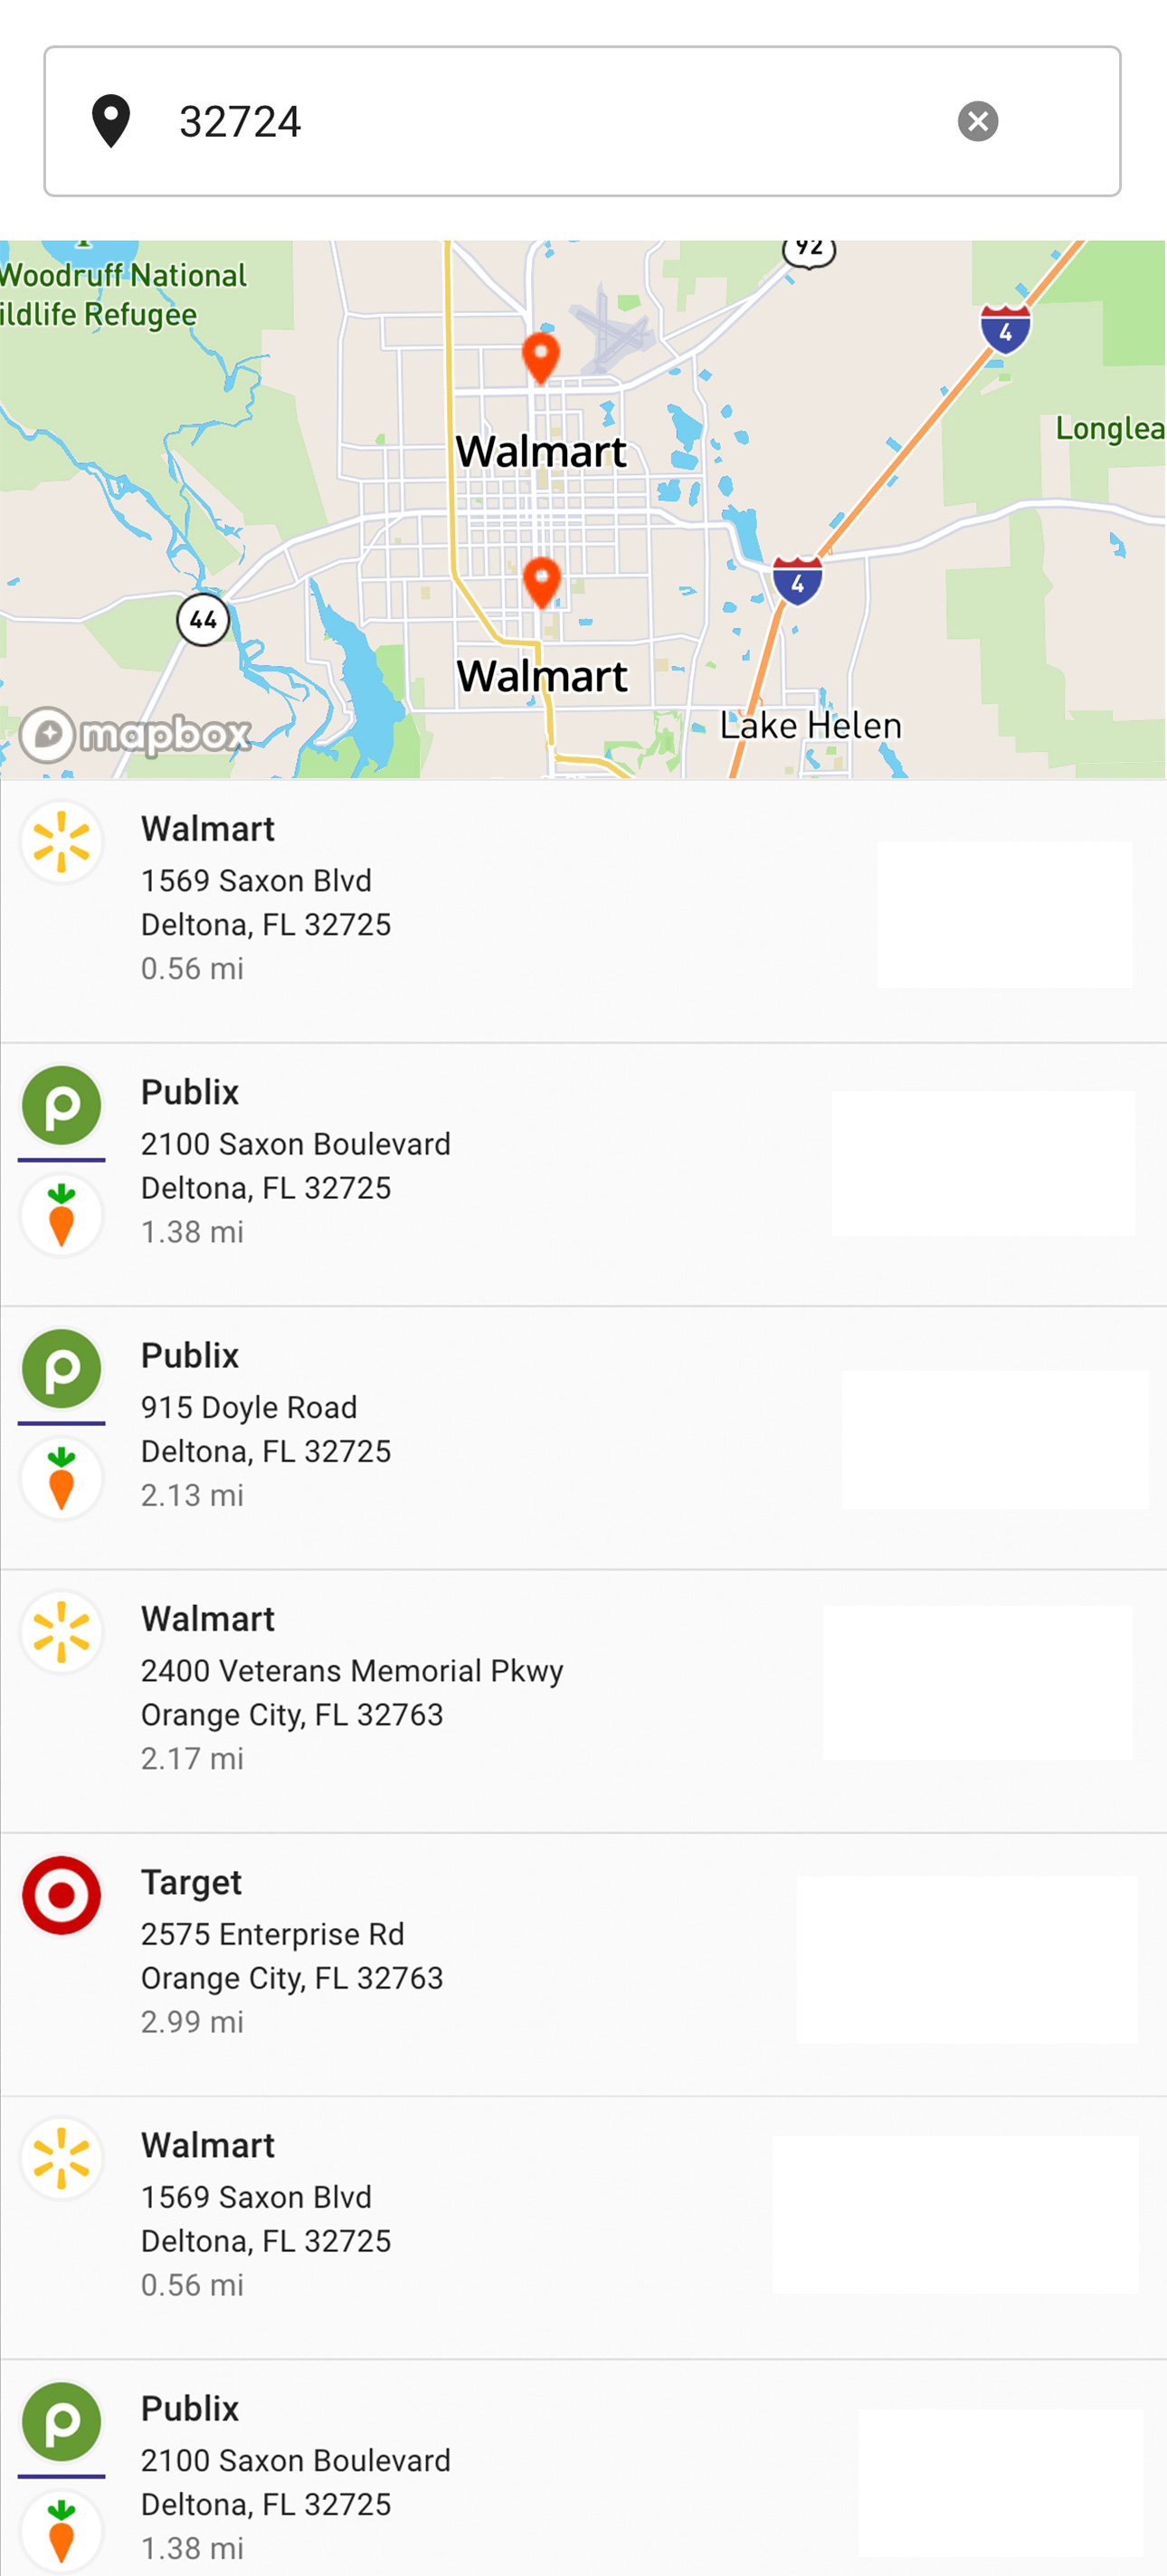 32724
92
Woodruff National
ildlife Refugee
4
Longlea
Walmart
4
44
Walmart
Lake Helen
mapbox
Walmart
1569 Saxon Blvd
Deltona, FL 32725
0.56 mi
Publix
2100 Saxon Boulevard
Deltona, FL 32725
1.38 mi
Publix
915 Doyle Road
Deltona, FL 32725
2.13 mi
Walmart
2400 Veterans Memorial Pkwy
Orange City, FL 32763
2.17 mi
Target
2575 Enterprise Rd
Orange City, FL 32763
2.99 mi
Walmart
1569 Saxon Blvd
Deltona, FL 32725
0.56 mi
Publix
2100 Saxon Boulevard
Deltona, FL 32725
1.38 mi